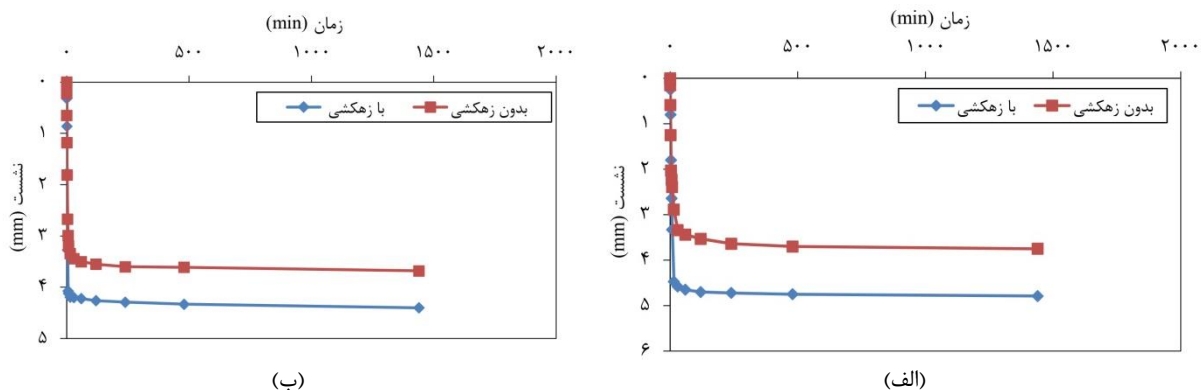 زمان (min)
۰ ۵۰۰ ۱۰۰۰ ۱۵۰۰ ۲۰۰۰
۰
۱
۲
۳
۴
۵
۶
نشست (mm)
با زهکشی بدون زهکشی
(الف)
زمان (min)
۰ ۵۰۰ ۱۰۰۰ ۱۵۰۰ ۲۰۰۰
۰
۱
۲
۳
۴
۵
نشست (mm)
با زهکشی بدون زهکشی
(ب)